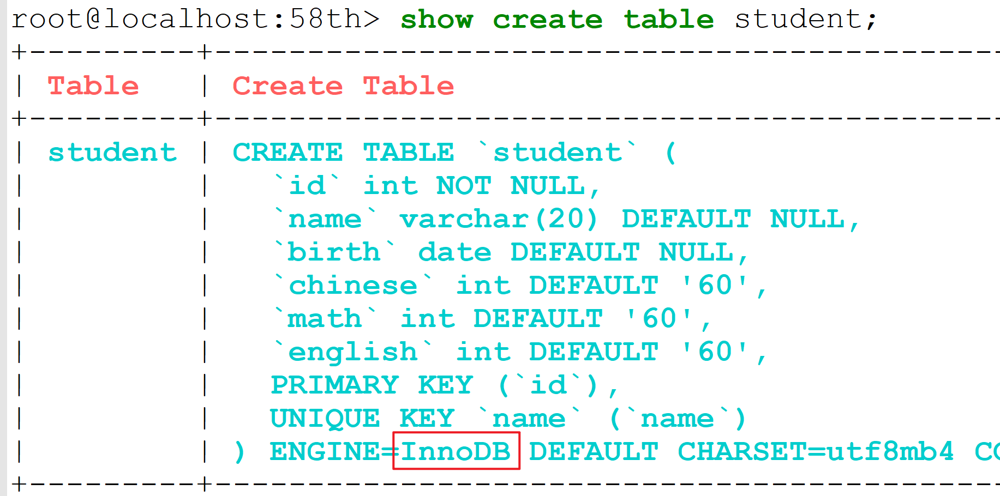 root@localhost:58th> show create table student;
+---------+------------------------------------------
| Table   | Create Table
+---------+------------------------------------------
| student | CREATE TABLE `student` (
|         |   `id` int NOT NULL,
|         |   `name` varchar(20) DEFAULT NULL,
|         |   `birth` date DEFAULT NULL,
|         |   `chinese` int DEFAULT '60',
|         |   `math` int DEFAULT '60',
|         |   `english` int DEFAULT '60',
|         |   PRIMARY KEY (`id`),
|         |   UNIQUE KEY `name` (`name`)
|         | ) ENGINE=InnoDB DEFAULT CHARSET=utf8mb4
+---------+------------------------------------------